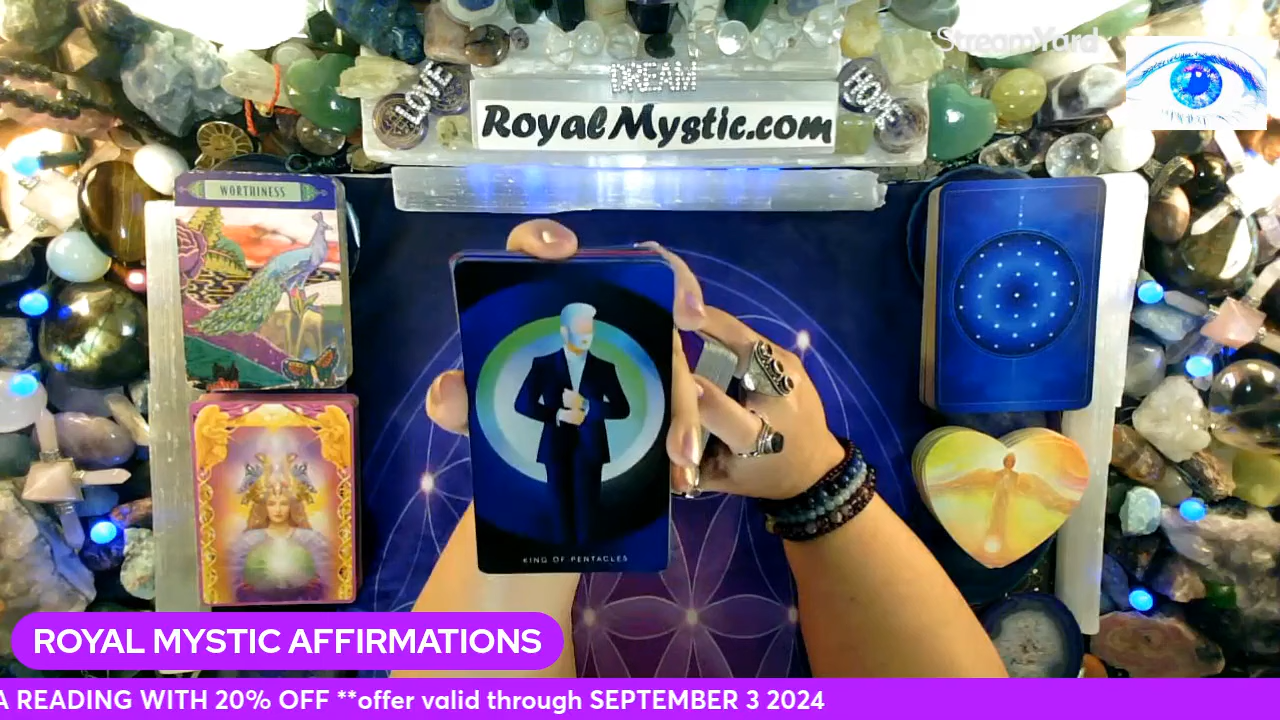 StreamYard
DREAM
LOVE
HOPE
RoyalMystic.com
WORTHINESS
KING OF PENTACLES
ROYAL MYSTIC AFFIRMATIONS
A READING WITH 20% OFF **offer valid through SEPTEMBER 3 2024